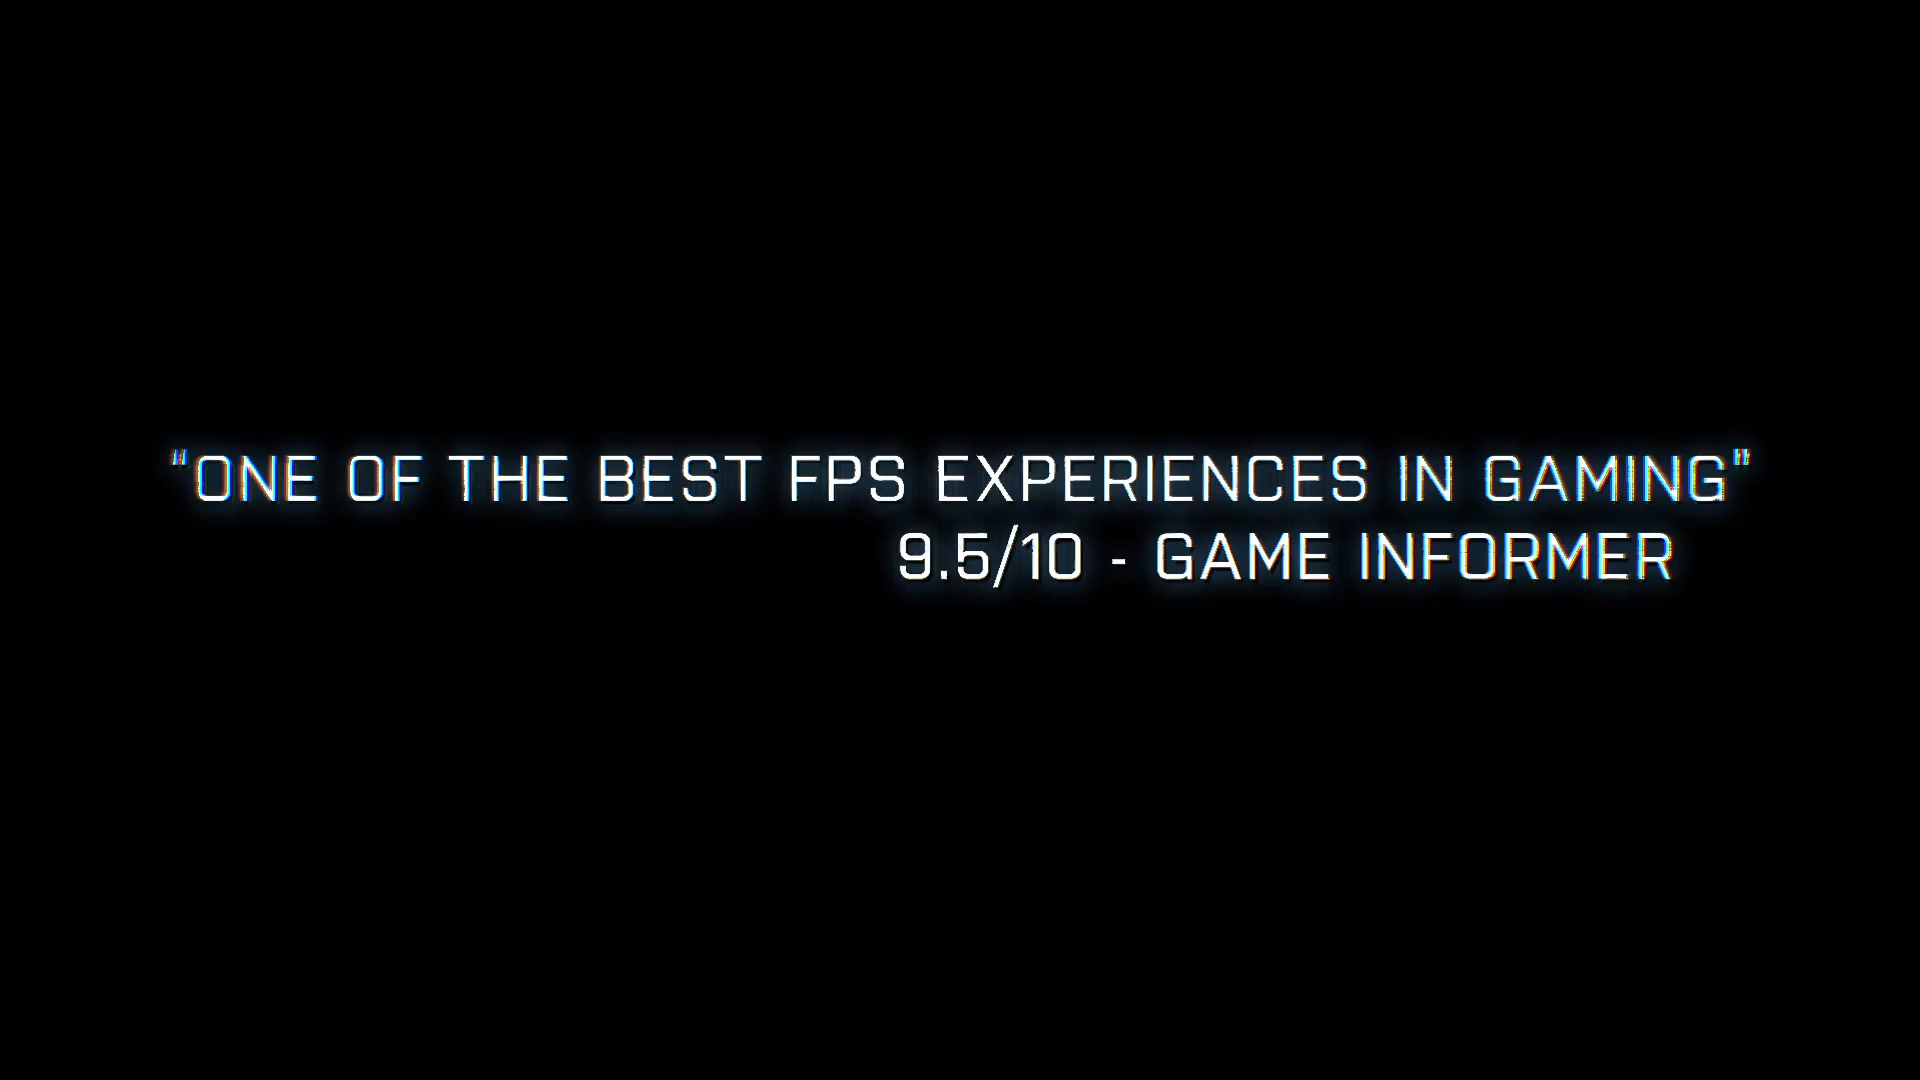 "ONE OF THE BEST FPS EXPERIENCES IN GAMING"
9.5/10 - GAME INFORMER